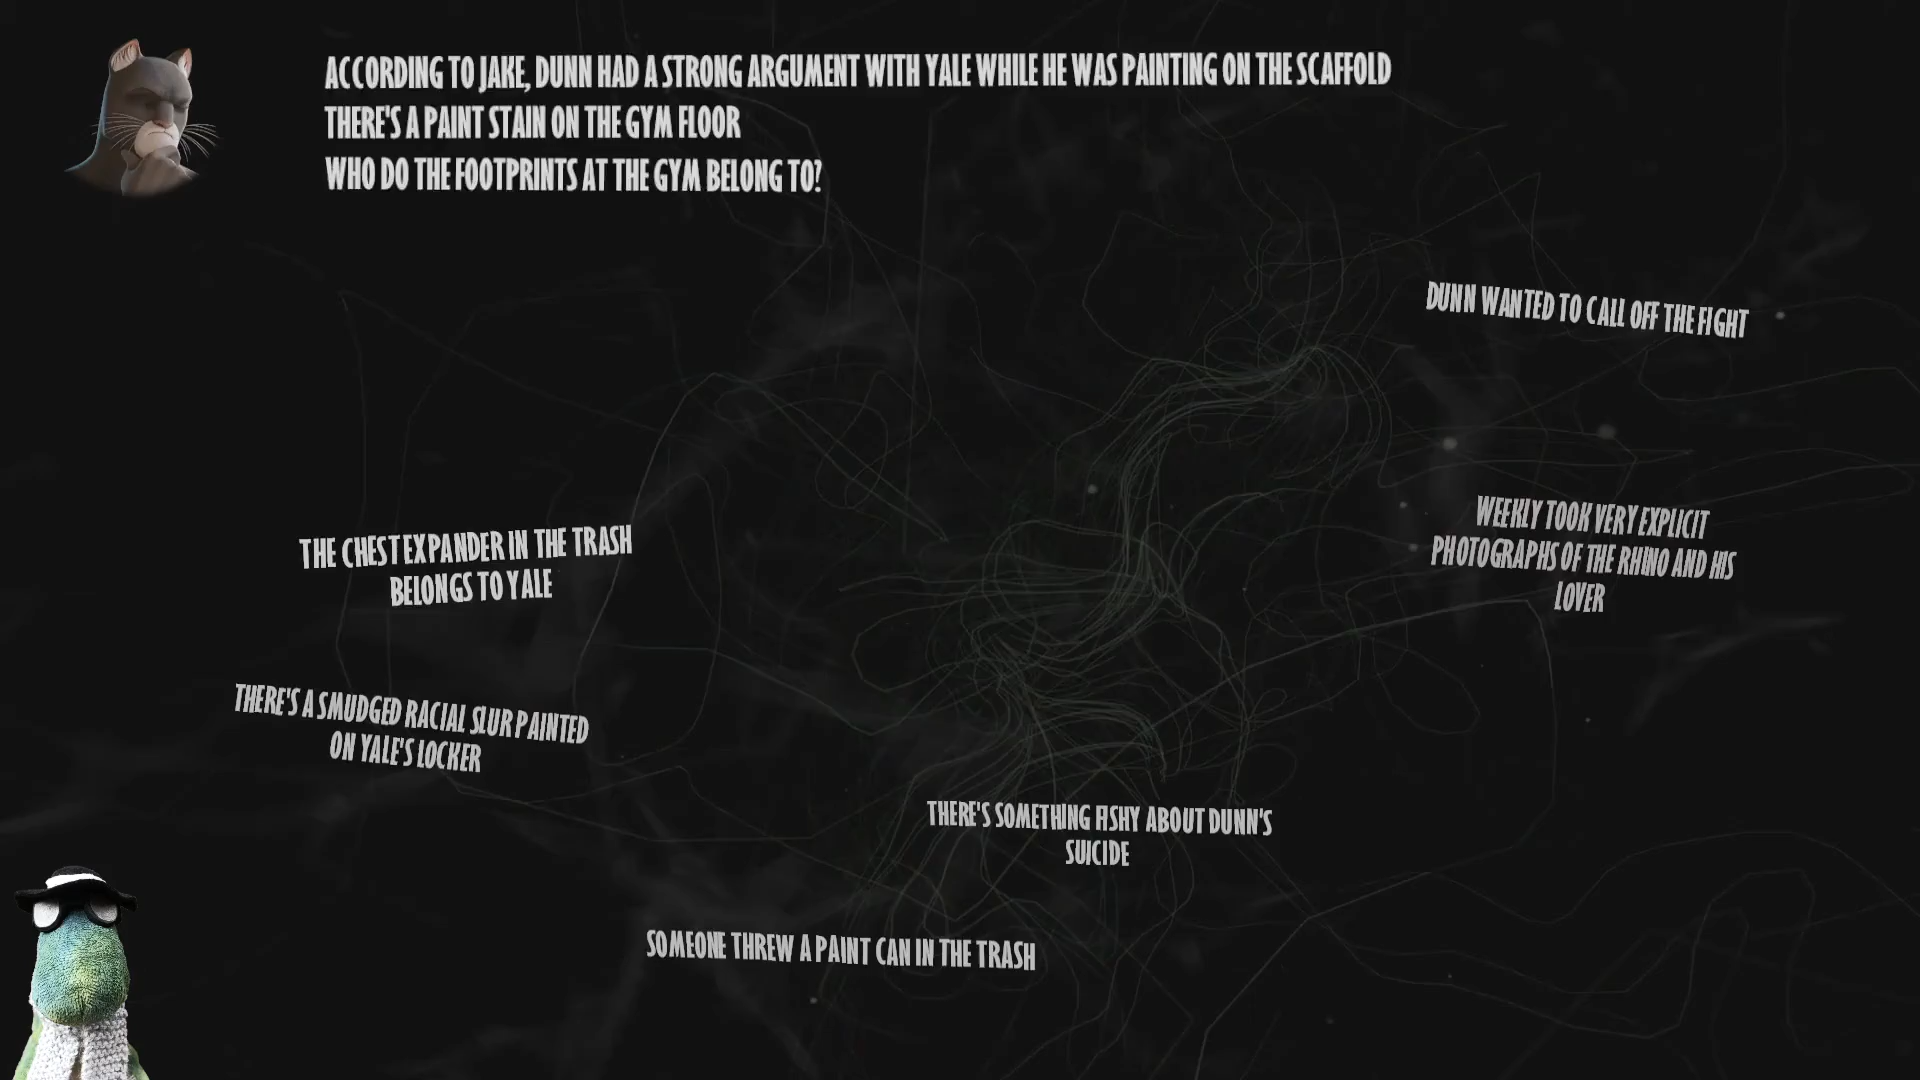 ACCORDING TO JAKE, DUNN HAD A STRONG ARGUMENT WITH YALE WHILE HE WAS PAINTING ON THE SCAFFOLD
THERE'S A PAINT STAIN ON THE GYM FLOOR
WHO DO THE FOOTPRINTS AT THE GYM BELONG TO?
DUNN WANTED TO CALL OFF THE FIGHT
WEEKLY TOOK VERY EXPLICIT
PHOTOGRAPHS OF THE RHINO AND HIS
LOVER
THE CHEST EXPANDER IN THE TRASH
BELONGS TO YALE
THERE'S A SMUDGED RACIAL SLUR PAINTED
ON YALE'S LOCKER
THERE'S SOMETHING FISHY ABOUT DUNN'S
SUICIDE
SOMEONE THREW A PAINT CAN IN THE TRASH